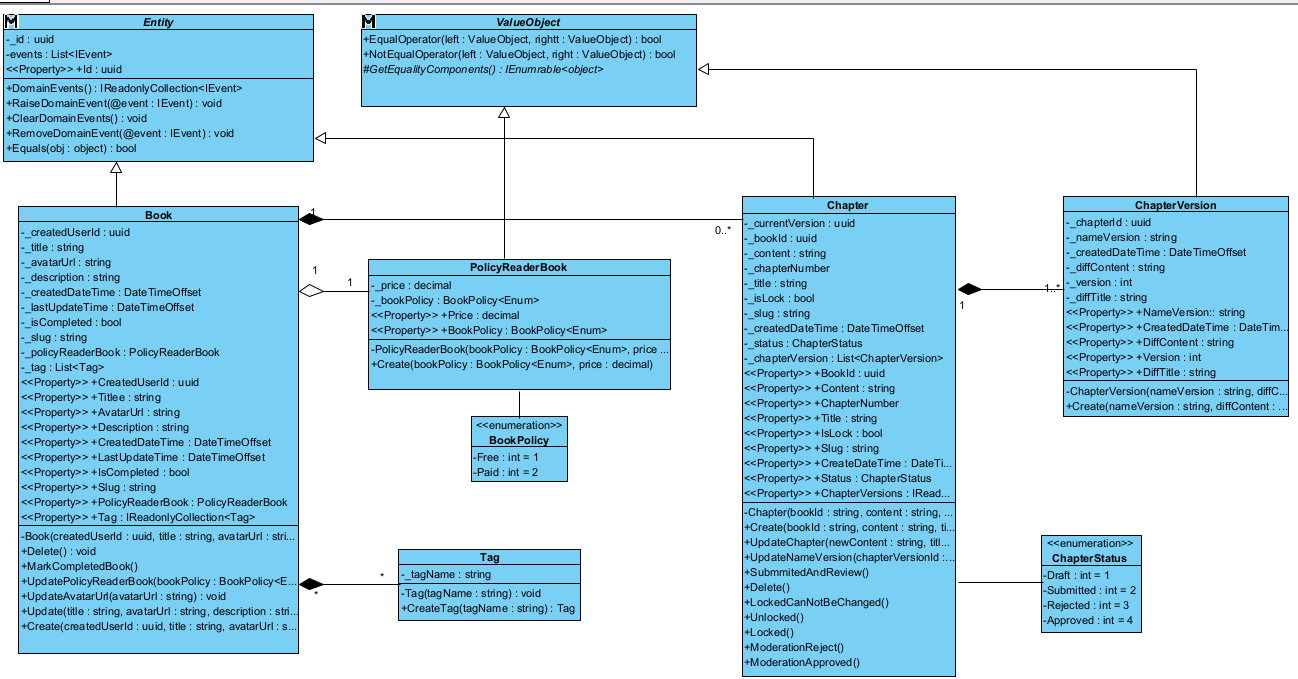 Entity
-_id : uuid
-events : List<IEvent>
<<Property>> +Id : uuid
+DomainEvents() : IReadonlyCollection<IEvent>
+RaiseDomainEvent(@event : IEvent) : void
+ClearDomainEvents() : void
+RemoveDomainEvent(@event : IEvent) : void
+Equals(obj : object) : bool
ValueObject
+EqualOperator(left : ValueObject, rightt : ValueObject) : bool
+NotEqualOperator(left : ValueObject, right : ValueObject) : bool
#GetEqualityComponents() : IEnumrable<object>
Book
-_createdUserId : uuid
-_title : string
-_avatarUrl : string
-_description : string
-_createdDateTime : DateTimeOffset
-_lastUpdateTime : DateTimeOffset
-_isCompleted : bool
-_slug : string
-_policyReaderBook : PolicyReaderBook
-_tag : List<Tag>
<<Property>> +CreatedUserId : uuid
<<Property>> +Titlee : string
<<Property>> +AvatarUrl : string
<<Property>> +Description : string
<<Property>> +CreatedDateTime : DateTimeOffset
<<Property>> +LastUpdateTime : DateTimeOffset
<<Property>> +IsCompleted : bool
<<Property>> +Slug : string
<<Property>> +PolicyReaderBook : PolicyReaderBook
<<Property>> +Tag : IReadonlyCollection<Tag>
-Book(createdUserId : uuid, title : string, avatarUrl : stri...
+Delete() : void
+MarkCompletedBook()
+UpdatePolicyReaderBook(bookPolicy : BookPolicy<E...
+UpdateAvatarUrl(avatarUrl : string) : void
+Update(title : string, avatarUrl : string, description : stri...
+Create(createdUserId : uuid, title : string, avatarUrl : s...
1
0..*
1
1
*
*
PolicyReaderBook
-_price : decimal
-_bookPolicy : BookPolicy<Enum>
<<Property>> +Price : decimal
<<Property>> +BookPolicy : BookPolicy<Enum>
-PolicyReaderBook(bookPolicy : BookPolicy<Enum>, price ...
+Create(bookPolicy : BookPolicy<Enum>, price : decimal)
<<enumeration>>
BookPolicy
-Free : int = 1
-Paid : int = 2
Tag
-_tagName : string
-Tag(tagName : string) : void
+CreateTag(tagName : string) : Tag
Chapter
-_currentVersion : uuid
-_bookId : uuid
-_content : string
-_chapterNumber
-_title : string
-_isLock : bool
-_slug : string
-_createdDateTime : DateTimeOffset
-_status : ChapterStatus
-_chapterVersion : List<ChapterVersion>
<<Property>> +BookId : uuid
<<Property>> +Content : string
<<Property>> +ChapterNumber
<<Property>> +Title : string
<<Property>> +IsLock : bool
<<Property>> +Slug : string
<<Property>> +CreateDateTime : DateTi...
<<Property>> +Status : ChapterStatus
<<Property>> +ChapterVersions : IRead...
-Chapter(bookId : string, content : string, ...
+Create(bookId : string, content : string, ti...
+UpdateChapter(newContent : string, titl...
+UpdateNameVersion(chapterVersionId :...
+SubmmitedAndReview()
+Delete()
+LockedCanNotBeChanged()
+Unlocked()
+Locked()
+ModerationReject()
+ModerationApproved()
1
1..*
ChapterVersion
-_chapterId : uuid
-_nameVersion : string
-_createdDateTime : DateTimeOffset
-_diffContent : string
-_version : int
-_diffTitle : string
<<Property>> +NameVersion:: string
<<Property>> +CreatedDateTime : DateTim...
<<Property>> +DiffContent : string
<<Property>> +Version : int
<<Property>> +DiffTitle : string
-ChapterVersion(nameVersion : string, diffC...
+Create(nameVersion : string, diffContent : ...
<<enumeration>>
ChapterStatus
-Draft : int = 1
-Submitted : int = 2
-Rejected : int = 3
-Approved : int = 4